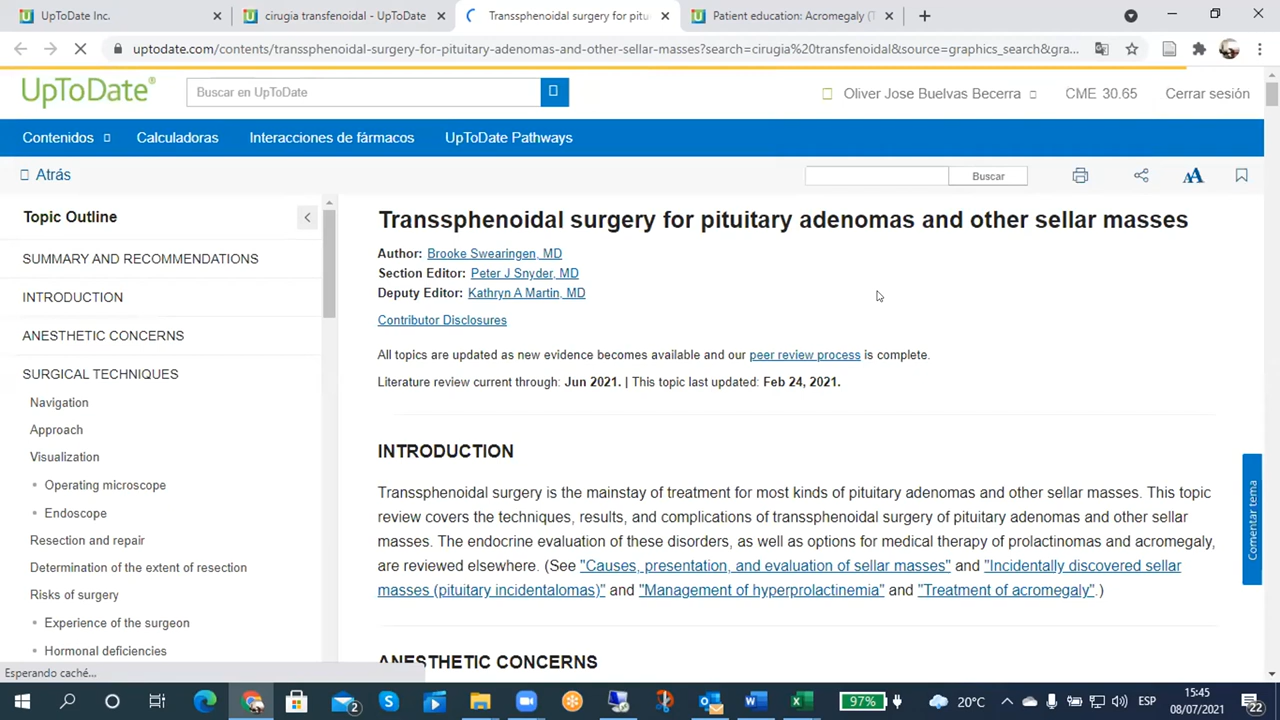 UpToDate Inc.
cirugia transfenoidal - UpToDate
Transsphenoidal surgery for pitu
Patient education: Acromegaly (T
uptodate.com/contents/transsphenoidal-surgery-for-pituitary-adenomas-and-other-sellar-masses?search=cirugia%20transfenoidal&source=graphics_search&gra...
UpToDate®
Buscar en UpToDate
Oliver Jose Buelvas Becerra
CME 30.65
Cerrar sesión
Contenidos
Calculadoras
Interacciones de fármacos
UpToDate Pathways
Atrás
Buscar
AA
Topic Outline
SUMMARY AND RECOMMENDATIONS
INTRODUCTION
ANESTHETIC CONCERNS
SURGICAL TECHNIQUES
Navigation
Approach
Visualization
Operating microscope
Endoscope
Resection and repair
Determination of the extent of resection
Risks of surgery
Experience of the surgeon
Hormonal deficiencies
Transsphenoidal surgery for pituitary adenomas and other sellar masses
Author: Brooke Swearingen, MD
Section Editor: Peter J Snyder, MD
Deputy Editor: Kathryn A Martin, MD
Contributor Disclosures
All topics are updated as new evidence becomes available and our peer review process is complete.
Literature review current through: Jun 2021. | This topic last updated: Feb 24, 2021.
INTRODUCTION
Transsphenoidal surgery is the mainstay of treatment for most kinds of pituitary adenomas and other sellar masses. This topic
review covers the techniques, results, and complications of transsphenoidal surgery of pituitary adenomas and other sellar
masses. The endocrine evaluation of these disorders, as well as options for medical therapy of prolactinomas and acromegaly,
are reviewed elsewhere. (See "Causes, presentation, and evaluation of sellar masses" and "Incidentally discovered sellar
masses (pituitary incidentalomas)" and "Management of hyperprolactinemia" and "Treatment of acromegaly".)
ANESTHETIC CONCERNS
Comentar tema
Esperando caché...
2
97%
20°C
ESP
15:45
08/07/2021
22